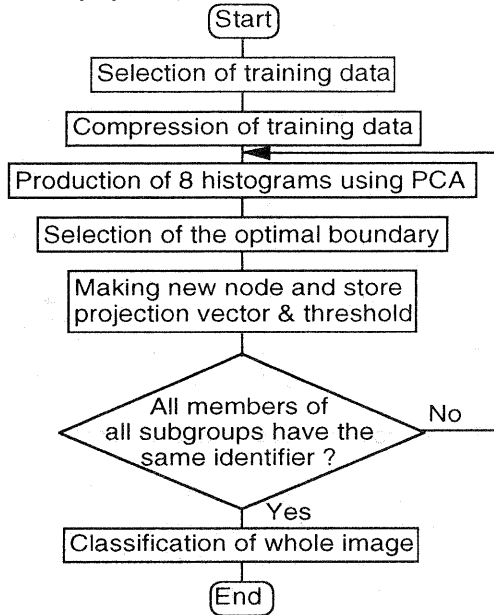 Start
Selection of training data
Compression of training data
Production of 8 histograms using PCA
Selection of the optimal boundary
Making new node and store
projection vector & threshold
All members of
all subgroups have the
same identifier ?
No
Yes
Classification of whole image
End